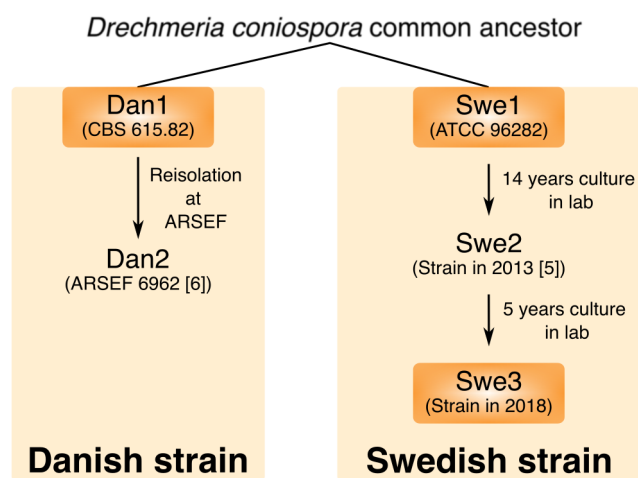 Drechmeria coniospora common ancestor
Dan1
(CBS 615.82)
Reisolation
at
ARSEF
Dan2
(ARSEF 6962 [6])
Danish strain
Swe1
(ATCC 96282)
14 years culture
in lab
Swe2
(Strain in 2013 [5])
5 years culture
in lab
Swe3
(Strain in 2018)
Swedish strain